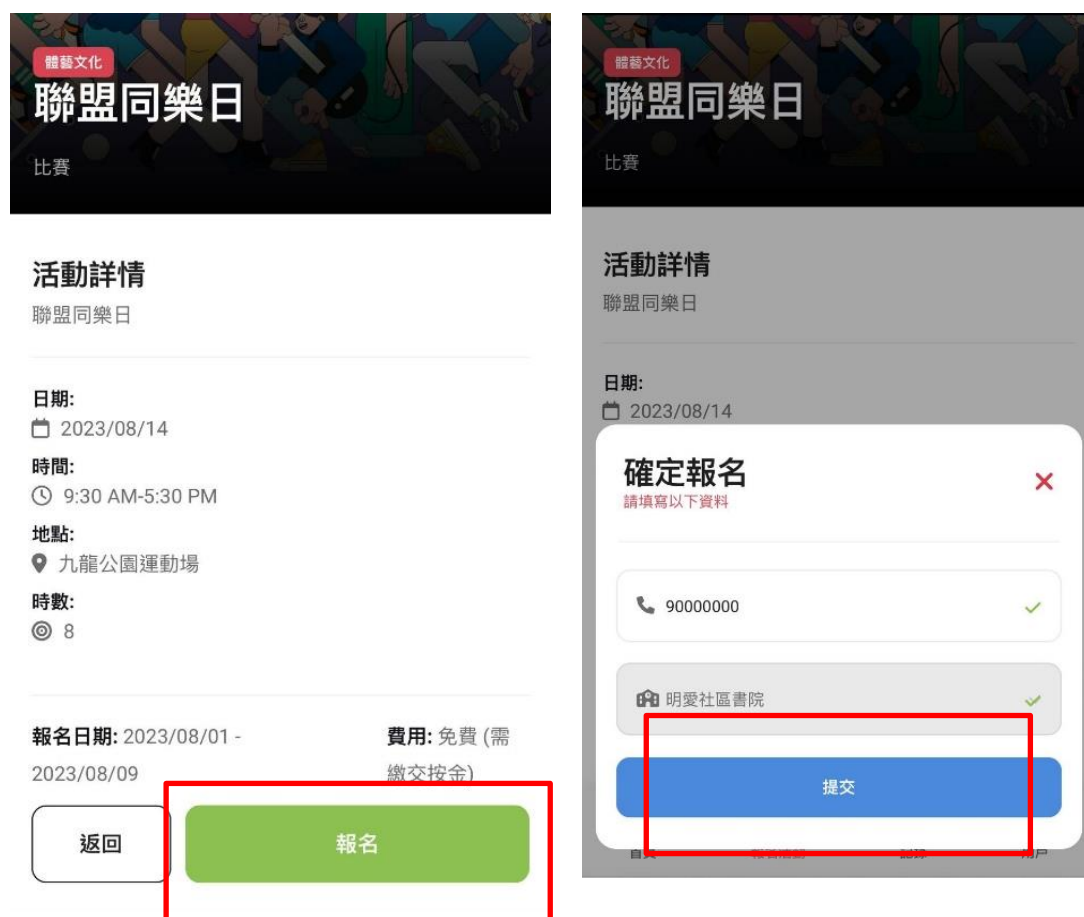 體藝文化
聯盟同樂日
比賽
活動詳情
聯盟同樂日
日期:
2023/08/14
時間:
9:30 AM-5:30 PM
地點:
九龍公園運動場
時數:
8
報名日期: 2023/08/01 -
2023/08/09
費用: 免費 (需
繳交按金)
返回
報名
體藝文化
聯盟同樂日
比賽
活動詳情
聯盟同樂日
日期:
2023/08/14
確定報名
請填寫以下資料
90000000
明愛社區書院
提交